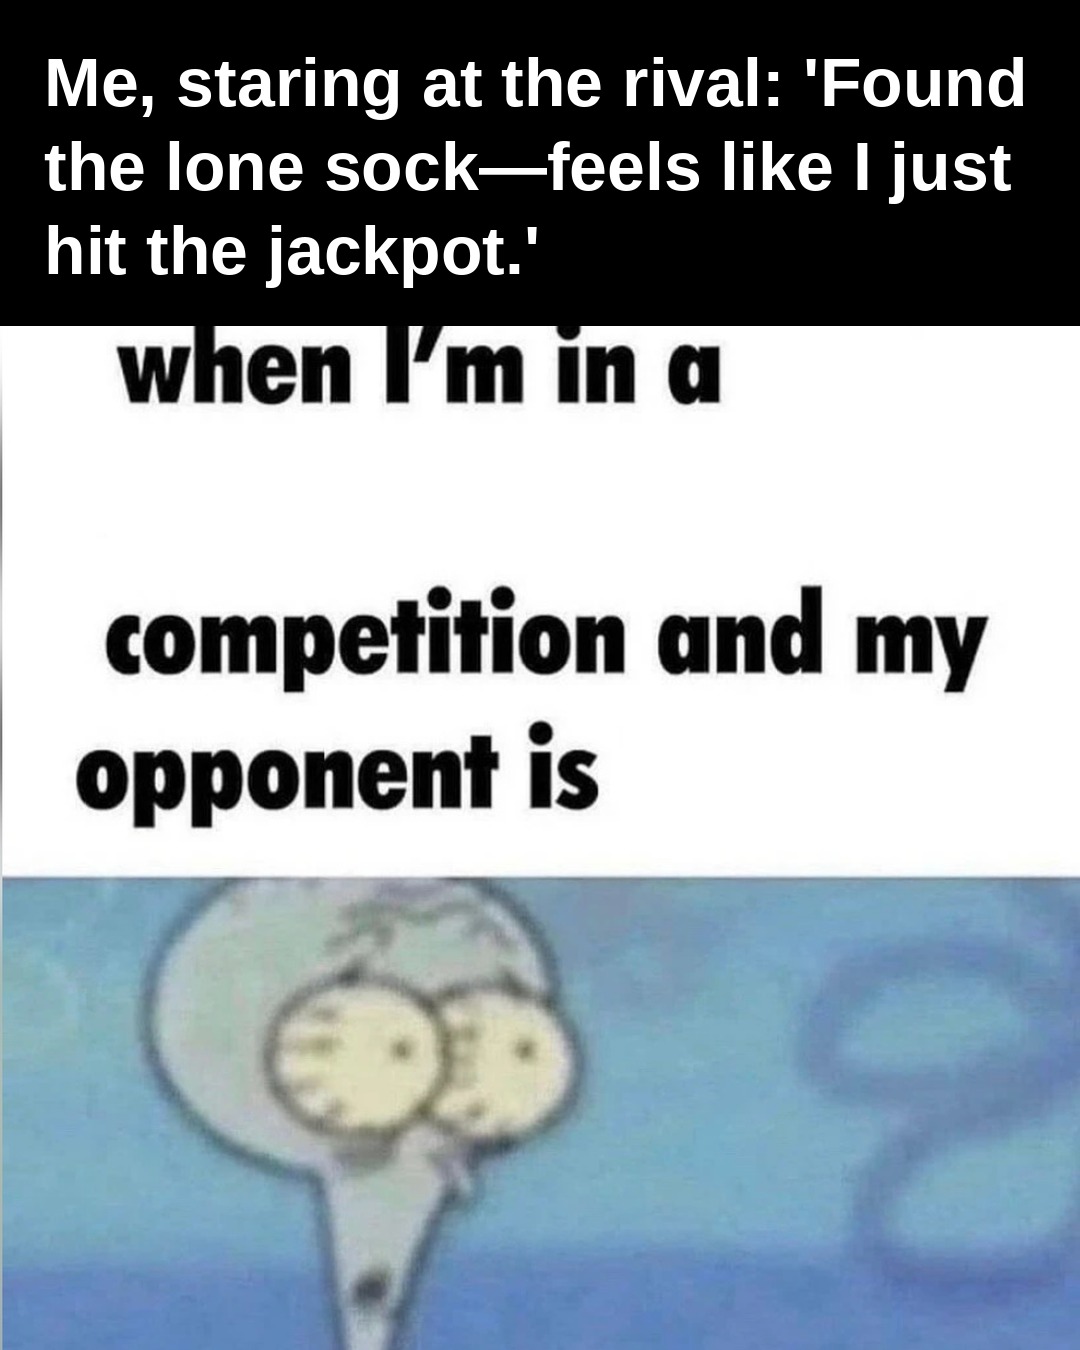 Me, staring at the rival: 'Found
the lone sock—feels like I just
hit the jackpot.'
when I’m in a
competition and my
opponent is